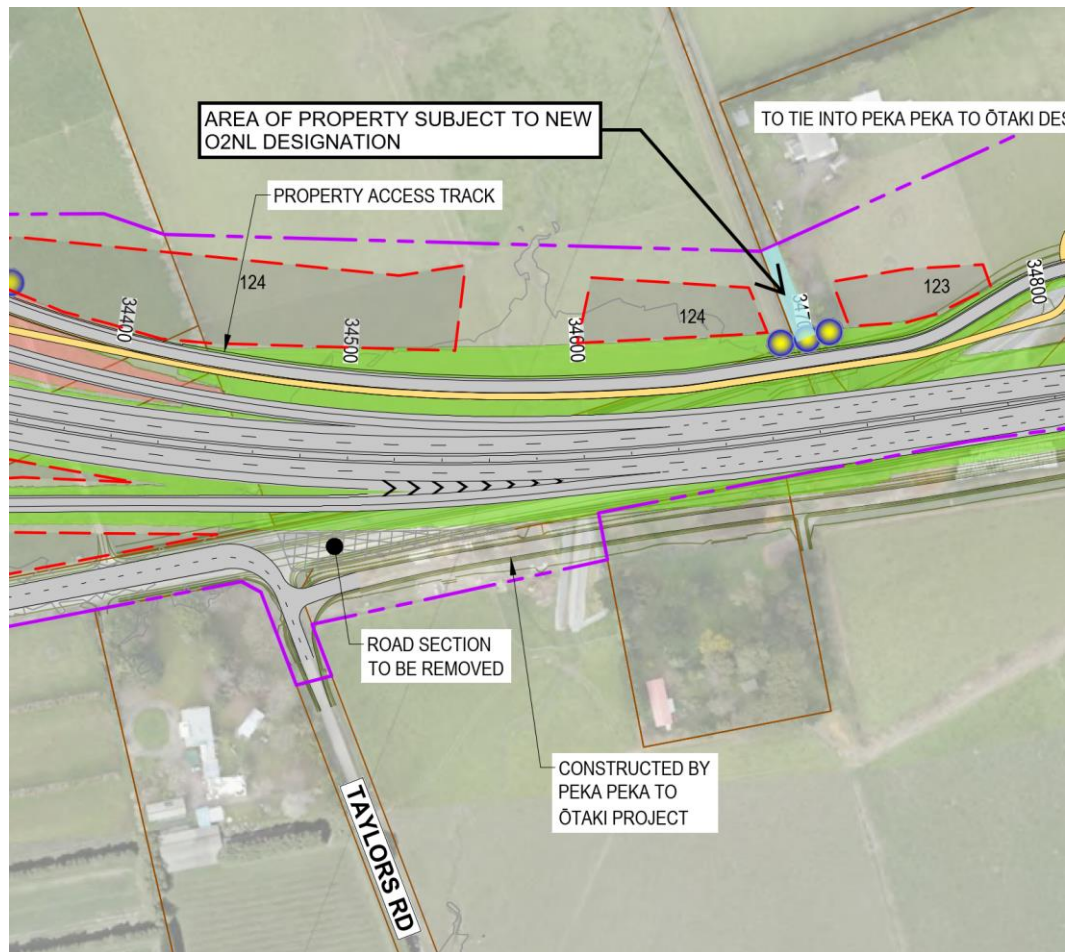 AREA OF PROPERTY SUBJECT TO NEW
O2NL DESIGNATION
TO TIE INTO PEKA PEKA TO ŌTAKI DES
PROPERTY ACCESS TRACK
124
124
123
34400
34500
34600
3470
34800
ROAD SECTION
TO BE REMOVED
CONSTRUCTED BY
PEKA PEKA TO
ŌTAKI PROJECT
TAYLORS RD